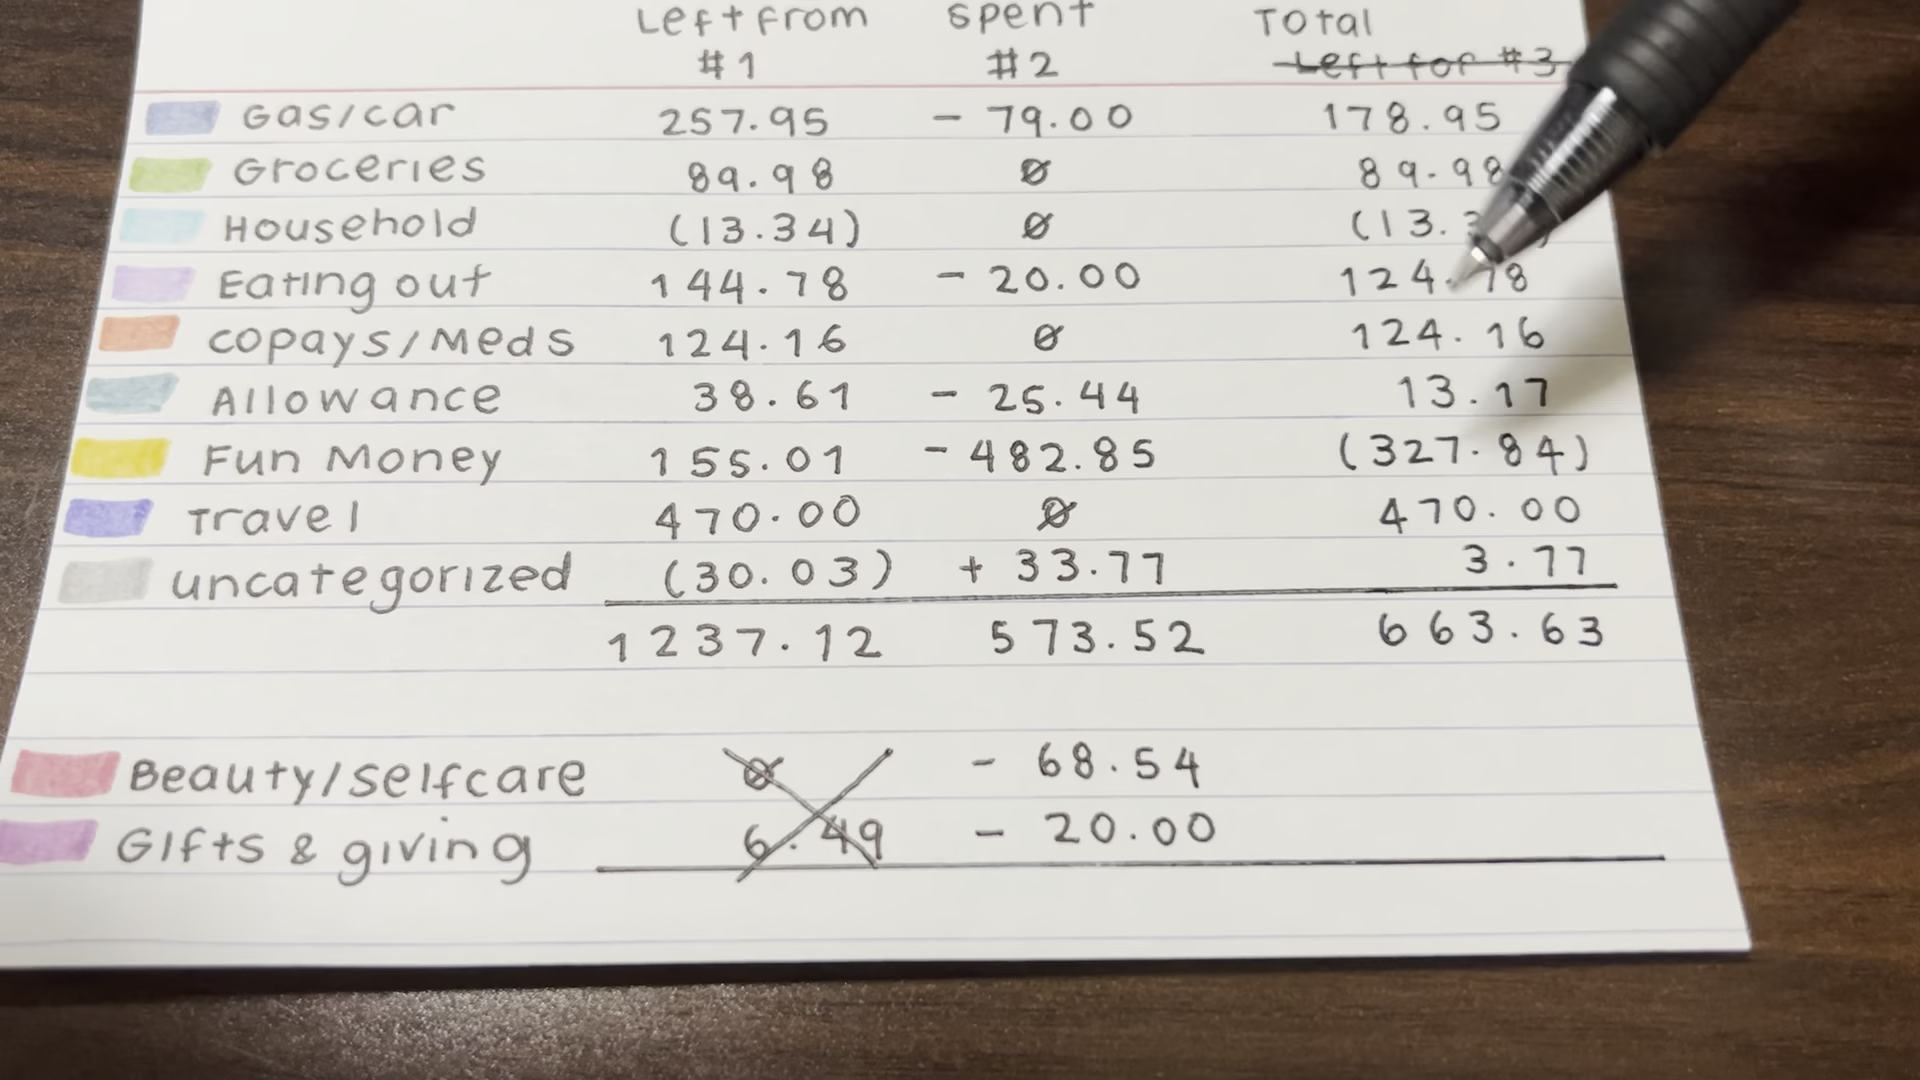 Left from spent Total
#1 #2 Left for #3
Gas/car 257.95 - 79.00 178.95
Groceries 89.98 Ø 89.98
Household (13.34) Ø (13.
Eating out 144.78 - 20.00 124.78
copays/Meds 124.16 Ø 124.16
Allowance 38.61 - 25.44 13.17
Fun Money 155.01 - 482.85 (327.84)
Travel 470.00 Ø 470.00
uncategorized (30.03) + 33.77 3.77
1237.12 573.52 663.63
Beauty/selfcare Ø - 68.54
Gifts & giving 6.49 - 20.00